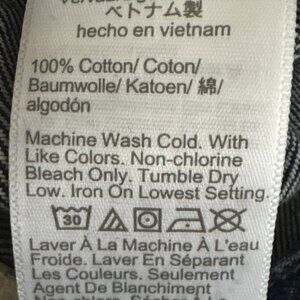 ベトナム製
hecho en vietnam
100% Cotton/ Coton/
Baumwolle/ Katoen/ 綿/
algodón
Machine Wash Cold. With
Like Colors. Non-chlorine
Bleach Only. Tumble Dry
Low. Iron On Lowest Setting.
30
Laver À La Machine À L'eau
Froide. Laver En Séparant
Les Couleurs. Seulement
Agent De Blanchiment